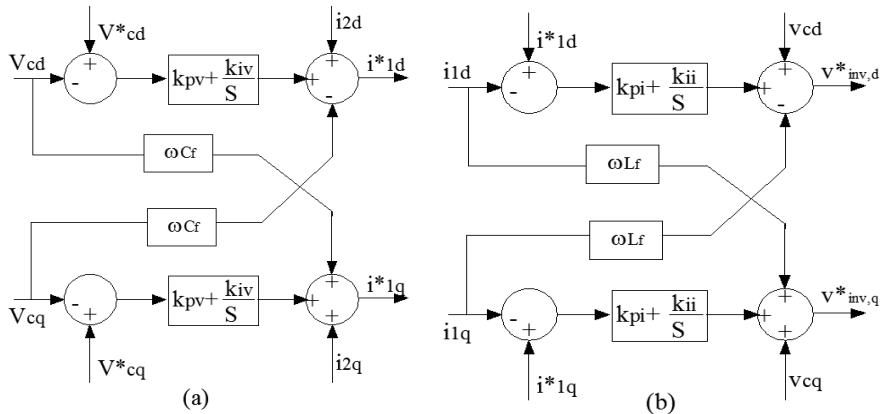 V*cd
i2d
Vcd
+
-
kpv+ kiv
S
+
+
-
i*1d
ωCf
ωCf
Vcq
-
+
kpv+ kiv
S
+
+
+
i*1q
V*cq
i2q
(a)
i*1d
vcd
i1d
+
-
kpi+ kii
S
+
+
-
v*inv,d
ωLf
ωLf
i1q
-
+
kpi+ kii
S
+
+
+
v*inv,q
i*1q
vcq
(b)